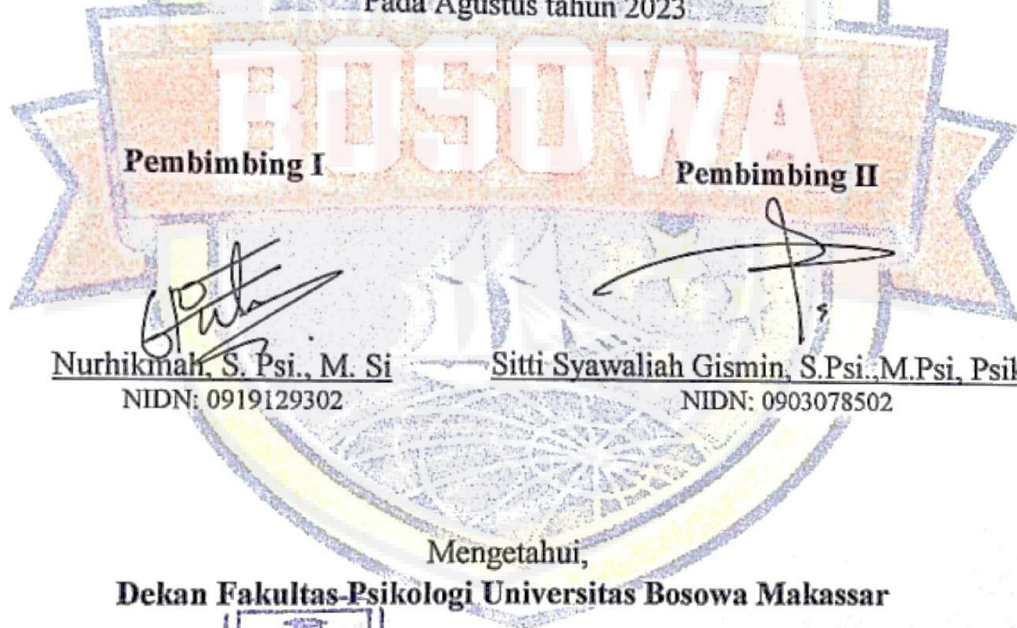 Pada Agustus tahun 2023
BOSOWA
Pembimbing I
Pembimbing II
Nurhikmah, S. Psi., M. Si
Sitti Syawaliah Gismin, S.Psi.,M.Psi, Psik
NIDN: 0919129302
NIDN: 0903078502
Mengetahui,
Dekan Fakultas Psikologi Universitas Bosowa Makassar